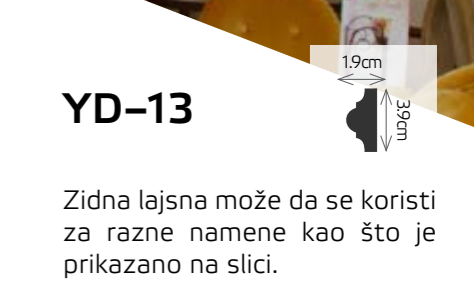 1.9cm
YD–13
3.9cm
Zidna lajsna može da se koristi
za razne namene kao što je
prikazano na slici.